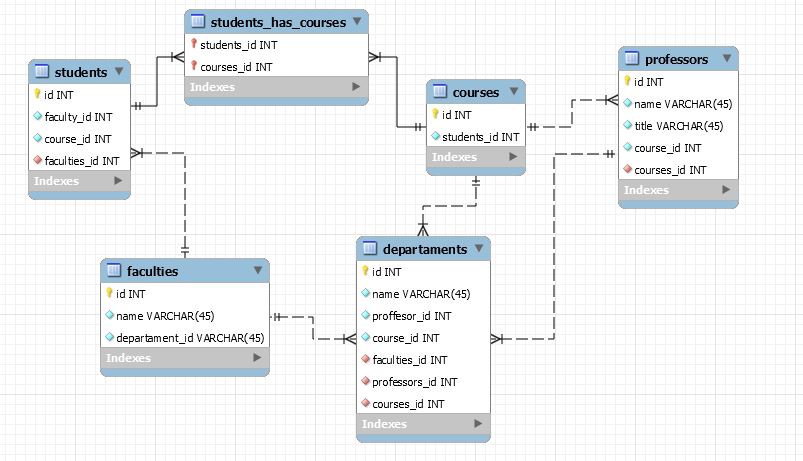 students_has_courses
students_id INT
courses_id INT
Indexes
students
id INT
faculty_id INT
course_id INT
faculties_id INT
Indexes
courses
id INT
students_id INT
Indexes
professors
id INT
name VARCHAR(45)
title VARCHAR(45)
course_id INT
courses_id INT
Indexes
faculties
id INT
name VARCHAR(45)
departament_id VARCHAR(45)
Indexes
departaments
id INT
name VARCHAR(45)
proffesor_id INT
course_id INT
faculties_id INT
professors_id INT
courses_id INT
Indexes